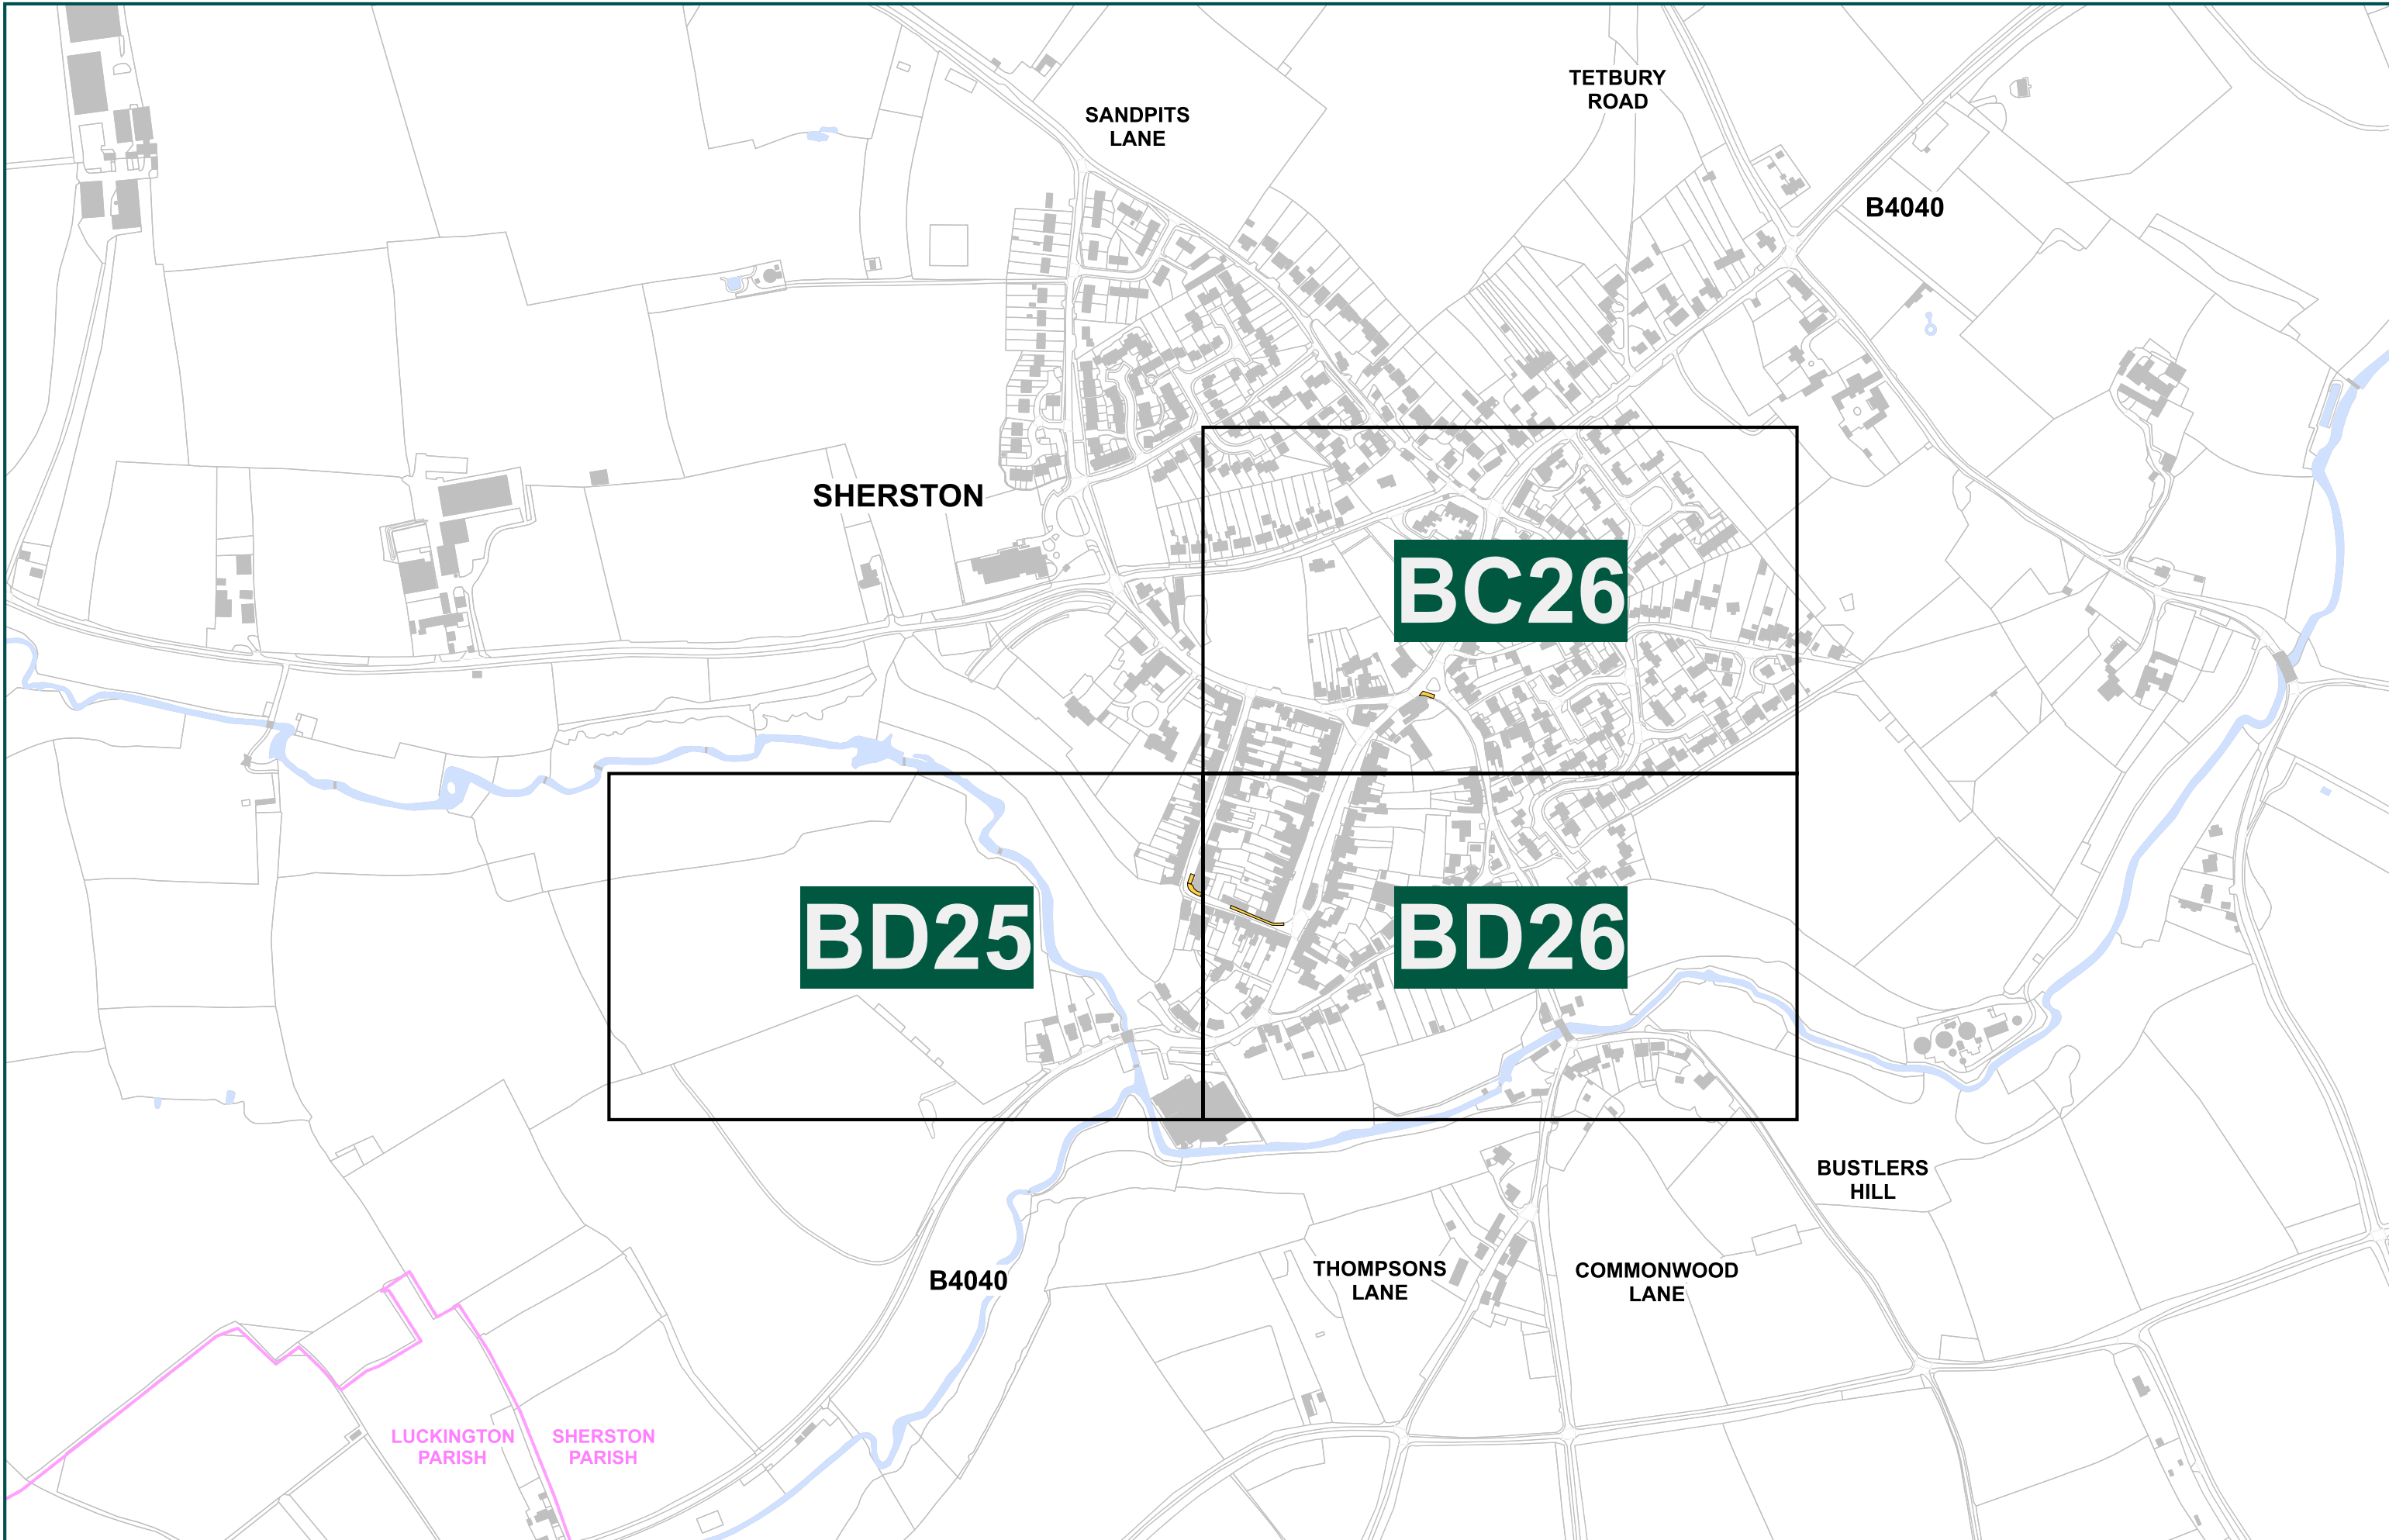 TETBURY
ROAD
SANDPITS
LANE
B4040
SHERSTON
BC26
BD25
BD26
BUSTLERS
HILL
THOMPSONS
LANE
COMMONWOOD
LANE
B4040
LUCKINGTON
PARISH
SHERSTON
PARISH